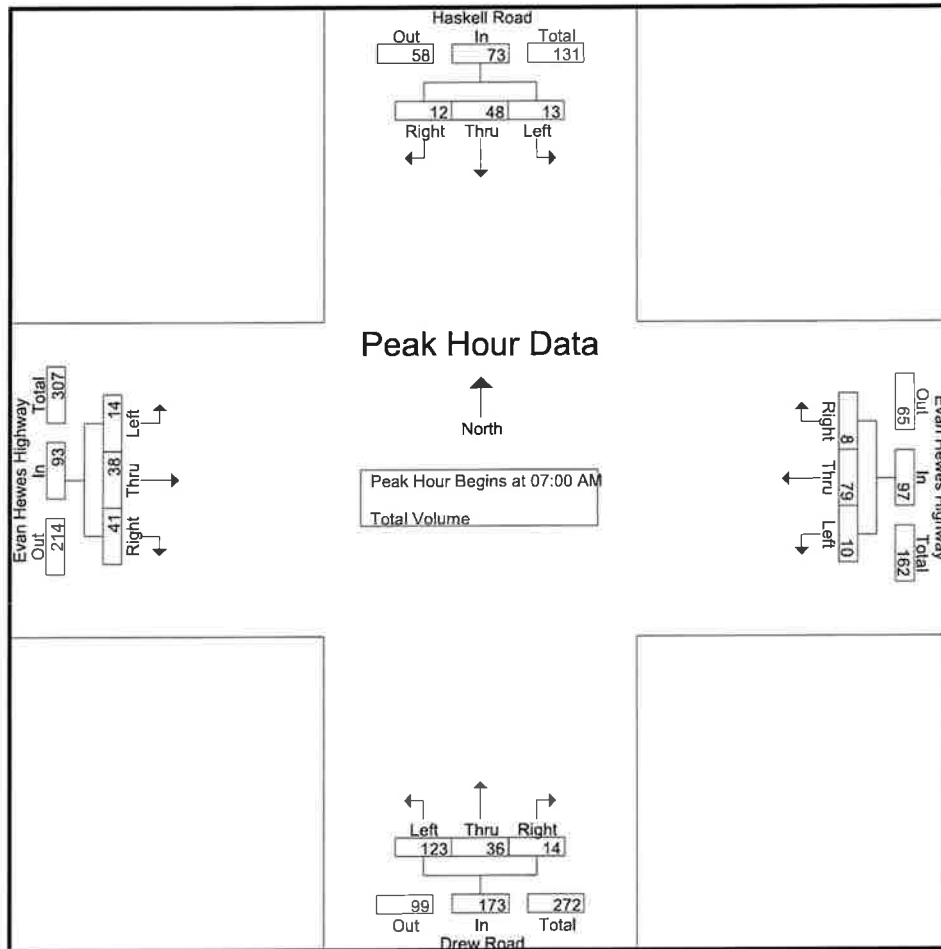 Haskell Road
Out In Total
58 73 131
12 48 13
Right Thru Left
Peak Hour Data
North
Peak Hour Begins at 07:00 AM
Total Volume
Evan Hewes Highway
Total In Out
307 93 214
14 38 41
Left Thru Right
Evan Hewes Highway
Out In Total
65 97 162
8 79 10
Right Thru Left
Left Thru Right
123 36 14
99 173 272
Out In Total
Drew Road